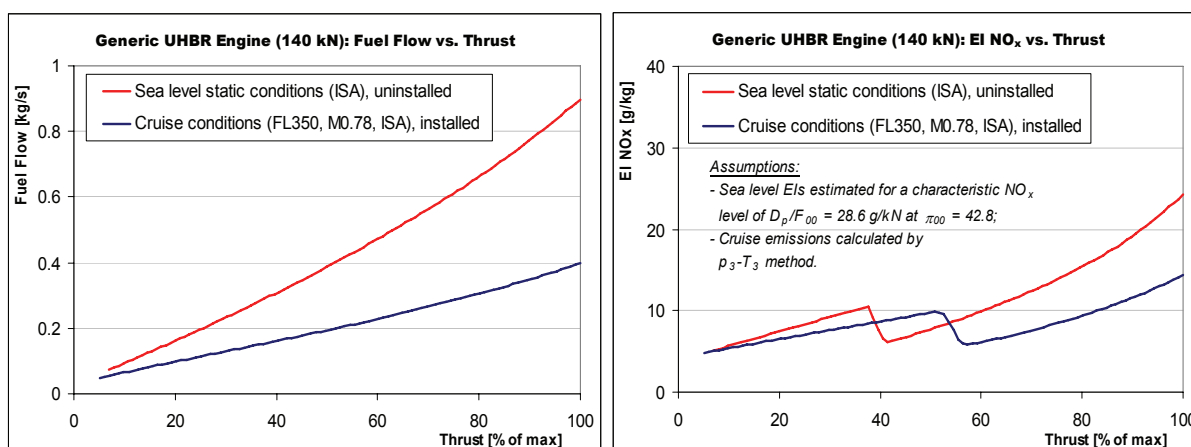 Generic UHBR Engine (140 kN): Fuel Flow vs. Thrust
Sea level static conditions (ISA), uninstalled
Cruise conditions (FL350, M0.78, ISA), installed
Fuel Flow [kg/s]
1
0.8
0.6
0.4
0.2
0
0
20
40
60
80
100
Thrust [% of max]
Generic UHBR Engine (140 kN): EI NOx vs. Thrust
Sea level static conditions (ISA), uninstalled
Cruise conditions (FL350, M0.78, ISA), installed
Assumptions:
- Sea level EIs estimated for a characteristic NOx
level of Dp/F00 = 28.6 g/kN at π00 = 42.8;
- Cruise emissions calculated by
p3-T3 method.
EI NOx [g/kg]
40
30
20
10
0
0
20
40
60
80
100
Thrust [% of max]